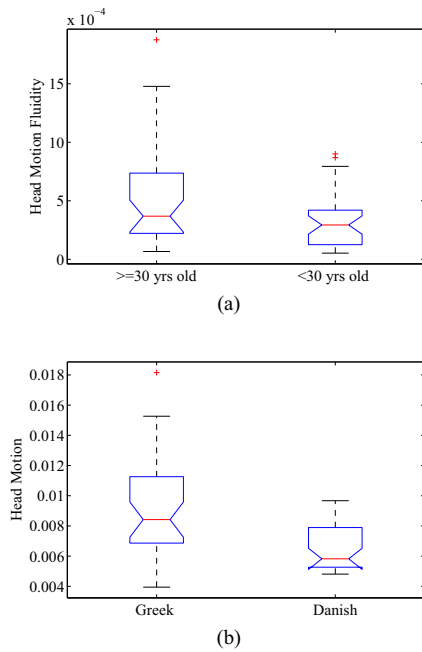 x 10⁻⁴
Head Motion Fluidity
15
10
5
0
>=30 yrs old <30 yrs old
(a)
Head Motion
0.018
0.016
0.014
0.012
0.01
0.008
0.006
0.004
Greek Danish
(b)